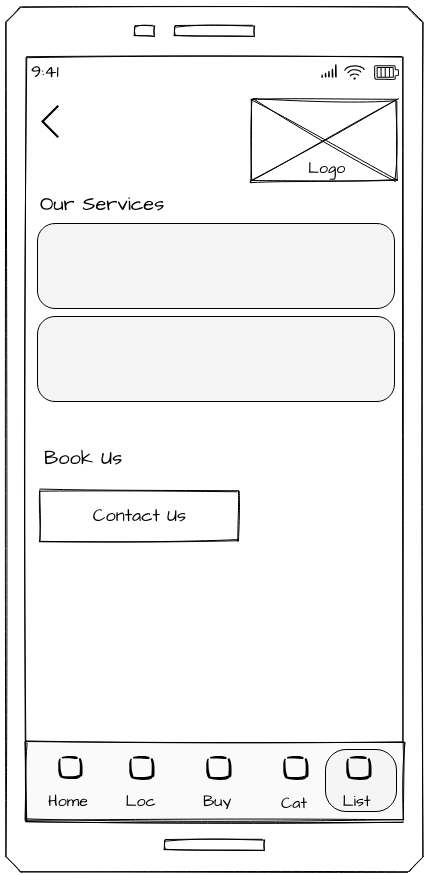 9:41
Logo
Our Services
Book Us
Contact Us
Home Loc Buy Cat List